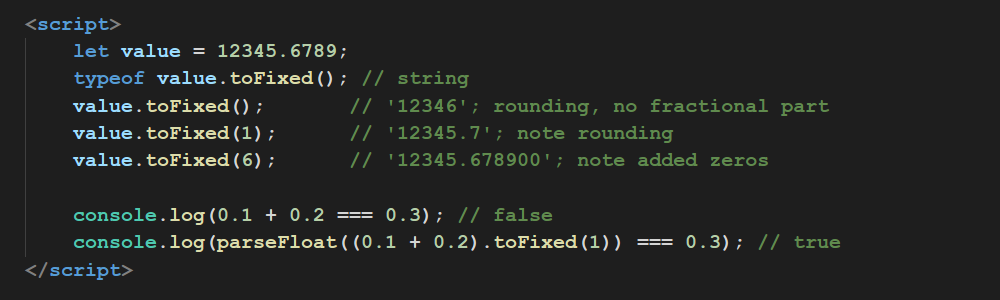 <script>
    let value = 12345.6789;
    typeof value.toFixed(); // string
    value.toFixed();       // '12346'; rounding, no fractional part
    value.toFixed(1);      // '12345.7'; note rounding
    value.toFixed(6);      // '12345.678900'; note added zeros

    console.log(0.1 + 0.2 === 0.3); // false
    console.log(parseFloat((0.1 + 0.2).toFixed(1)) === 0.3); // true
</script>